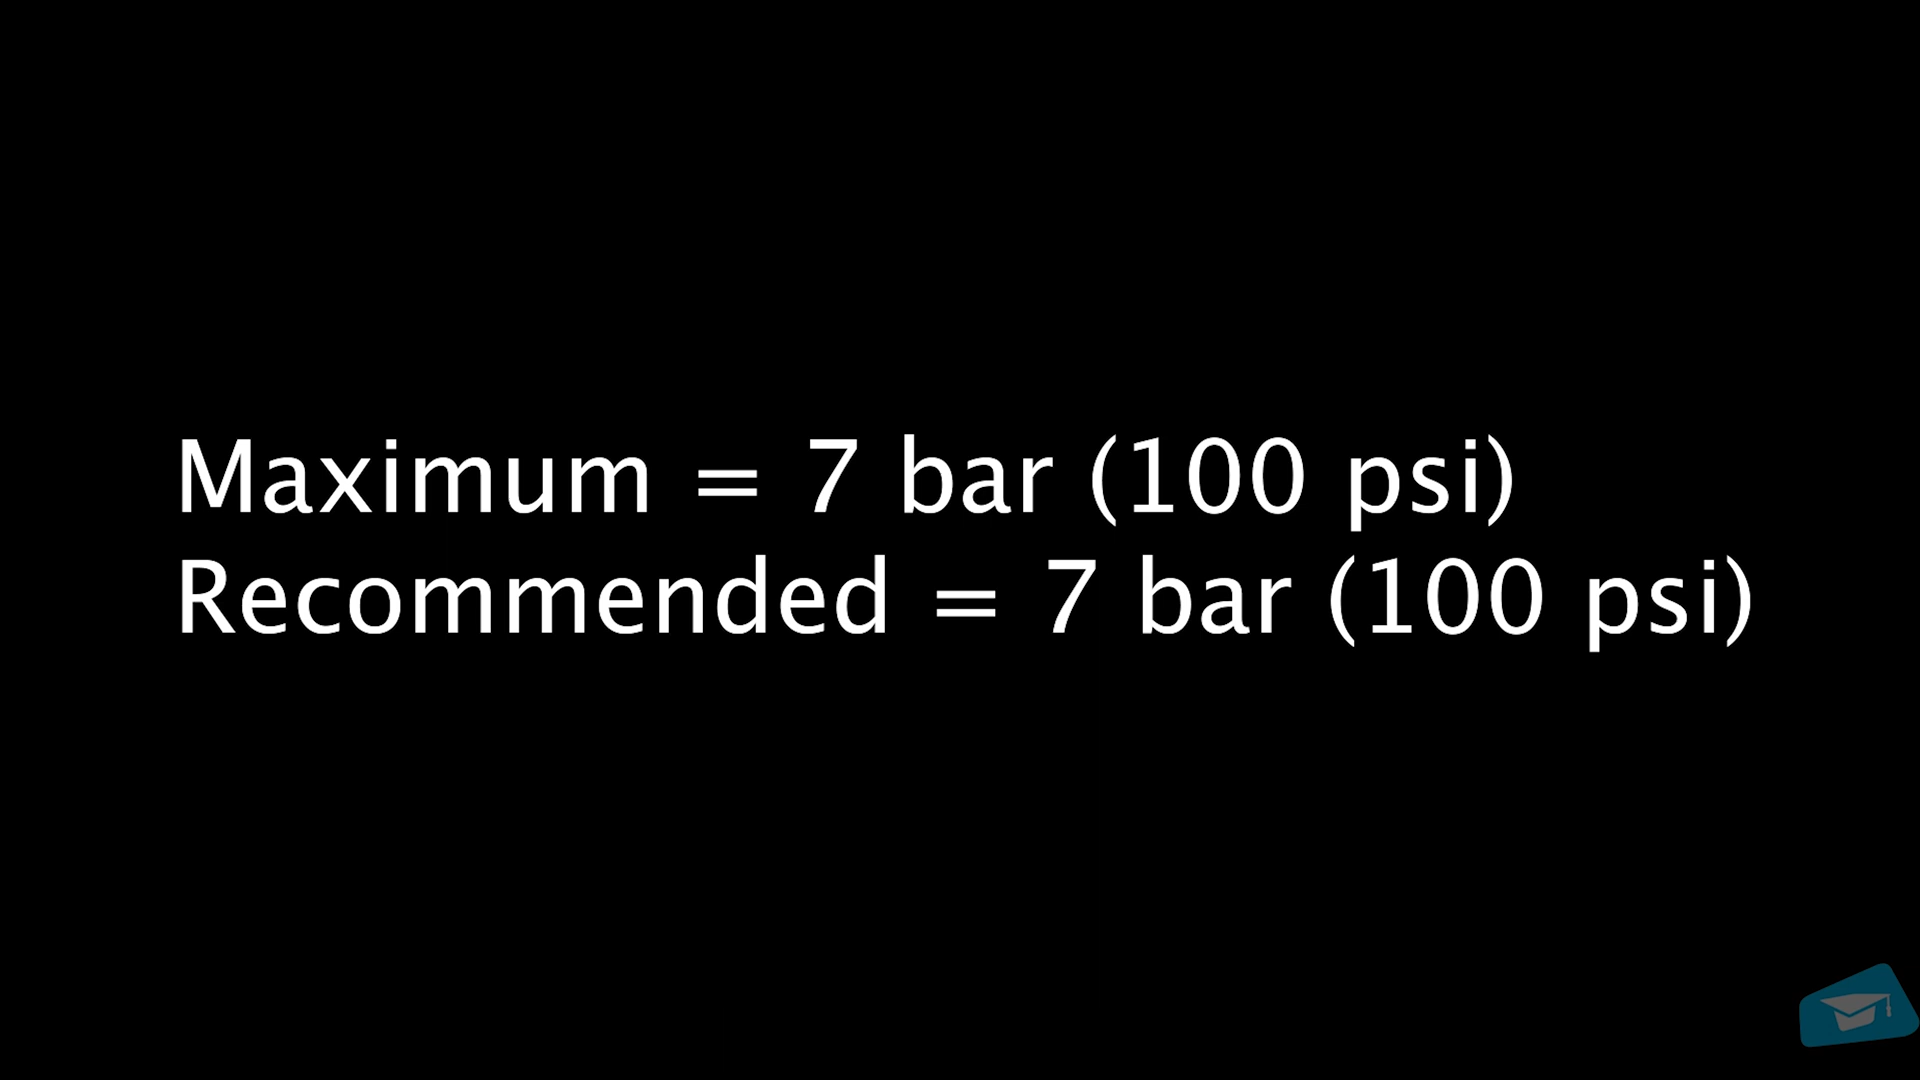 Maximum = 7 bar (100 psi)
Recommended = 7 bar (100 psi)